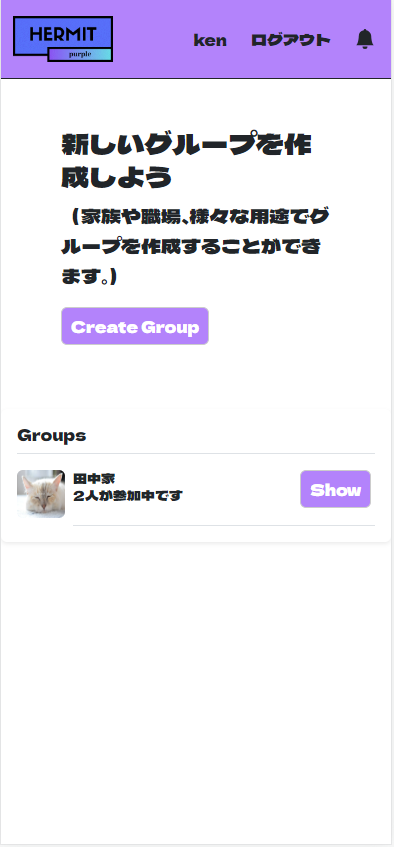 HERMIT
purple
ken ログアウト
新しいグループを作
成しよう
（家族や職場、様々な用途でグ
ループを作成することができ
ます。）
Create Group
Groups
田中家
2人が参加中です
Show